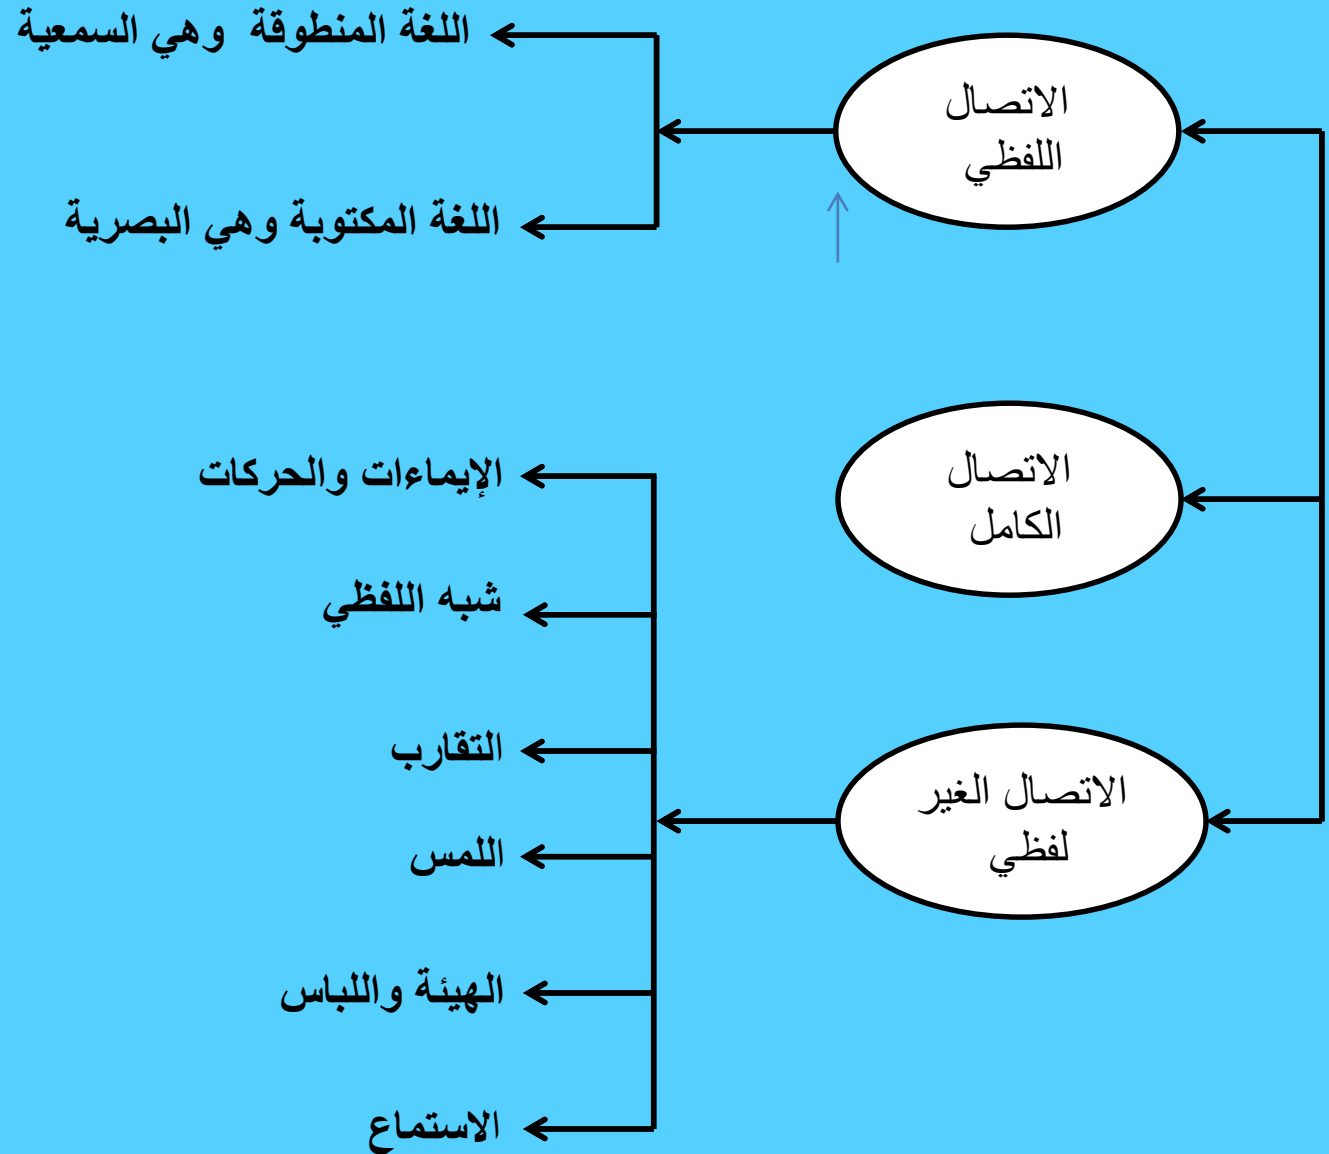 الاتصال
اللفظي
اللغة المنطوقة وهي السمعية
اللغة المكتوبة وهي البصرية
الاتصال
الكامل
الاتصال الغير
لفظي
الإيماءات والحركات
شبه اللفظي
التقارب
اللمس
الهيئة واللباس
الاستماع